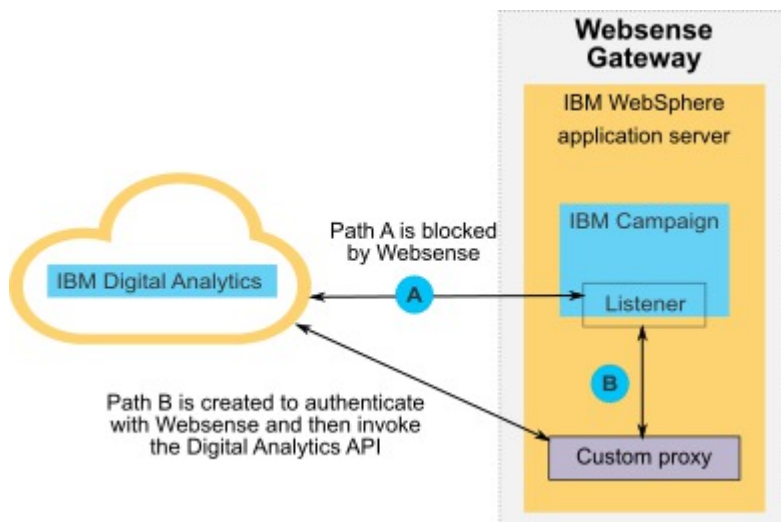 Websense
Gateway
IBM WebSphere
application server
Path A is blocked
by Websense
IBM Campaign
IBM Digital Analytics
A
Listener
B
Path B is created to authenticate
with Websense and then invoke
the Digital Analytics API
Custom proxy